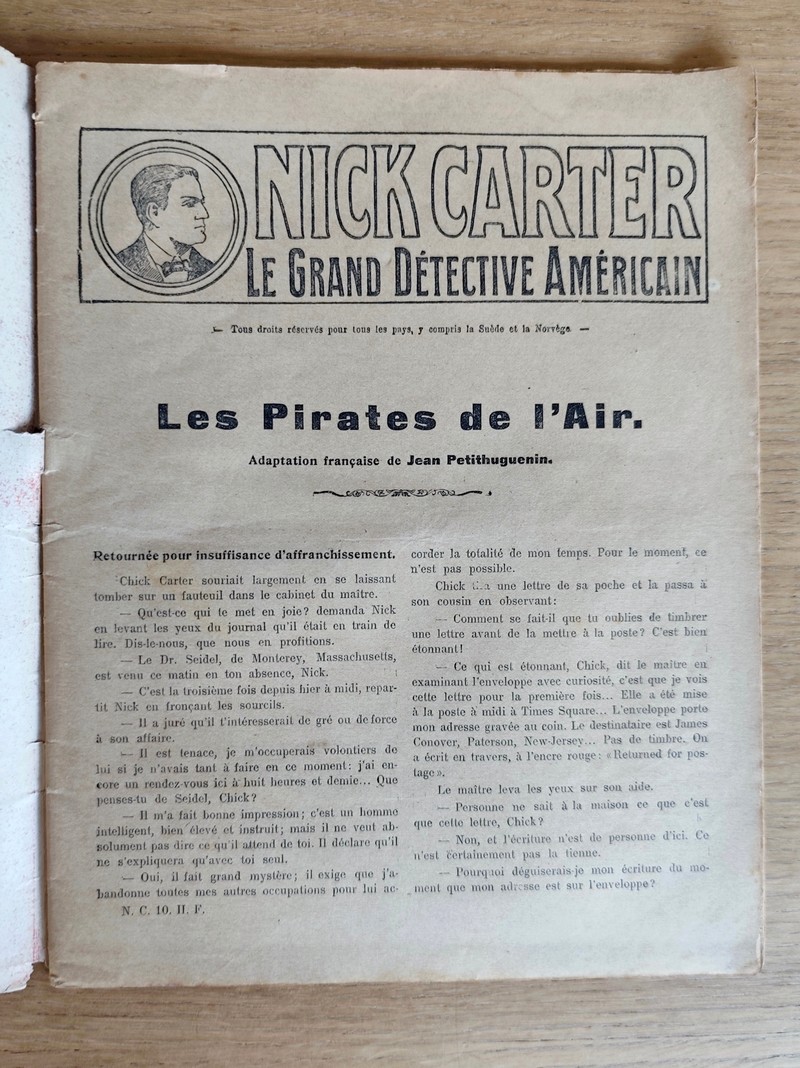 NICK CARTER
LE GRAND DÉTECTIVE AMÉRICAIN
— Tous droits réservés pour tous les pays, y compris la Suède et la Norvège. —
Les Pirates de l'Air.
Adaptation française de Jean Petithuguenin.
Retournée pour insuffisance d'affranchissement.
Chick Carter souriait largement en se laissant
tomber sur un fauteuil dans le cabinet du maître.
— Qu'est-ce qui te met en joie? demanda Nick
en levant les yeux du journal qu'il était en train de
lire. Dis-le-nous, que nous en profitions.
— Le Dr. Seidel, de Monterey, Massachusetts,
est venu ce matin en ton absence, Nick.
— C'est la troisième fois depuis hier à midi, repar-
tit Nick en fronçant les sourcils.
— Il a juré qu'il t'intéresserait de gré ou de force
à son affaire.
— Il est tenace, je m'occuperais volontiers de
lui si je n'avais tant à faire en ce moment: j'ai en-
core un rendez-vous ici à huit heures et demie... Que
penses-tu de Seidel, Chick?
— Il m'a fait bonne impression; c'est un homme
intelligent, bien élevé et instruit; mais il ne veut ab-
solument pas dire ce qu'il attend de toi. Il déclare qu'il
ne s'expliquera qu'avec toi seul.
— Oui, il fait grand mystère; il exige que j'a-
bandonne toutes mes autres occupations pour lui ac-
N. C. 10. II. F.
corder la totalité de mon temps. Pour le moment, ce
n'est pas possible.
Chick une lettre de sa poche et la passa à
son cousin en observant:
— Comment se fait-il que tu oublies de timbrer
une lettre avant de la mettre à la poste? C'est bien
étonnant!
— Ce qui est étonnant, Chick, dit le maître en
examinant l'enveloppe avec curiosité, c'est que je vois
cette lettre pour la première fois... Elle a été mise
à la poste à midi à Times Square... L'enveloppe porte
mon adresse gravée au coin. Le destinataire est James
Conover, Paterson, New-Jersey... Pas de timbre. On
a écrit en travers, à l'encre rouge: «Returned for pos-
tage».
Le maître leva les yeux sur son aide.
— Personne ne sait à la maison ce que c'est
que cette lettre, Chick?
— Non, et l'écriture n'est de personne d'ici. Ce
n'est certainement pas la tienne.
— Pourquoi déguiserais-je mon écriture du mo-
ment que mon adresse est sur l'enveloppe?